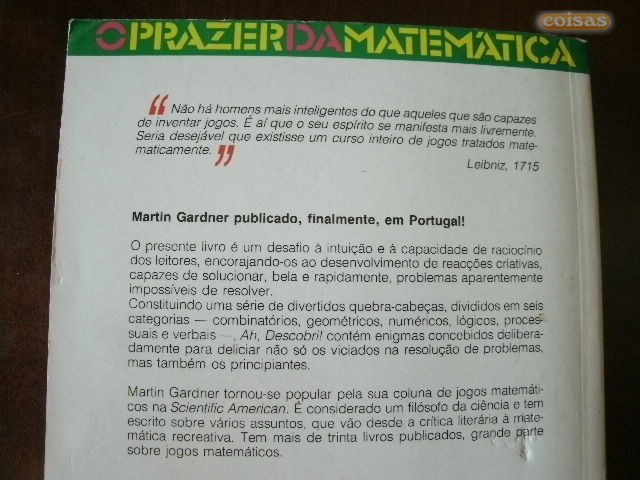 coisas
O PRAZER DA MATEMÁTICA
“ Não há homens mais inteligentes do que aqueles que são capazes
de inventar jogos. É aí que o seu espírito se manifesta mais livremente.
Seria desejável que existisse um curso inteiro de jogos tratados mate-
maticamente. ”
Leibniz, 1715
Martin Gardner publicado, finalmente, em Portugal!
O presente livro é um desafio à intuição e à capacidade de raciocínio
dos leitores, encorajando-os ao desenvolvimento de reacções criativas,
capazes de solucionar, bela e rapidamente, problemas aparentemente
impossíveis de resolver.
Constituindo uma série de divertidos quebra-cabeças, divididos em seis
categorias — combinatórios, geométricos, numéricos, lógicos, proces-
suais e verbais —, Ah, Descobri! contém enigmas concebidos delibera-
damente para deliciar não só os viciados na resolução de problemas,
mas também os principiantes.
Martin Gardner tornou-se popular pela sua coluna de jogos matemáti-
cos na Scientific American. É considerado um filósofo da ciência e tem
escrito sobre vários assuntos, que vão desde a crítica literária à mate-
mática recreativa. Tem mais de trinta livros publicados, grande parte
sobre jogos matemáticos.